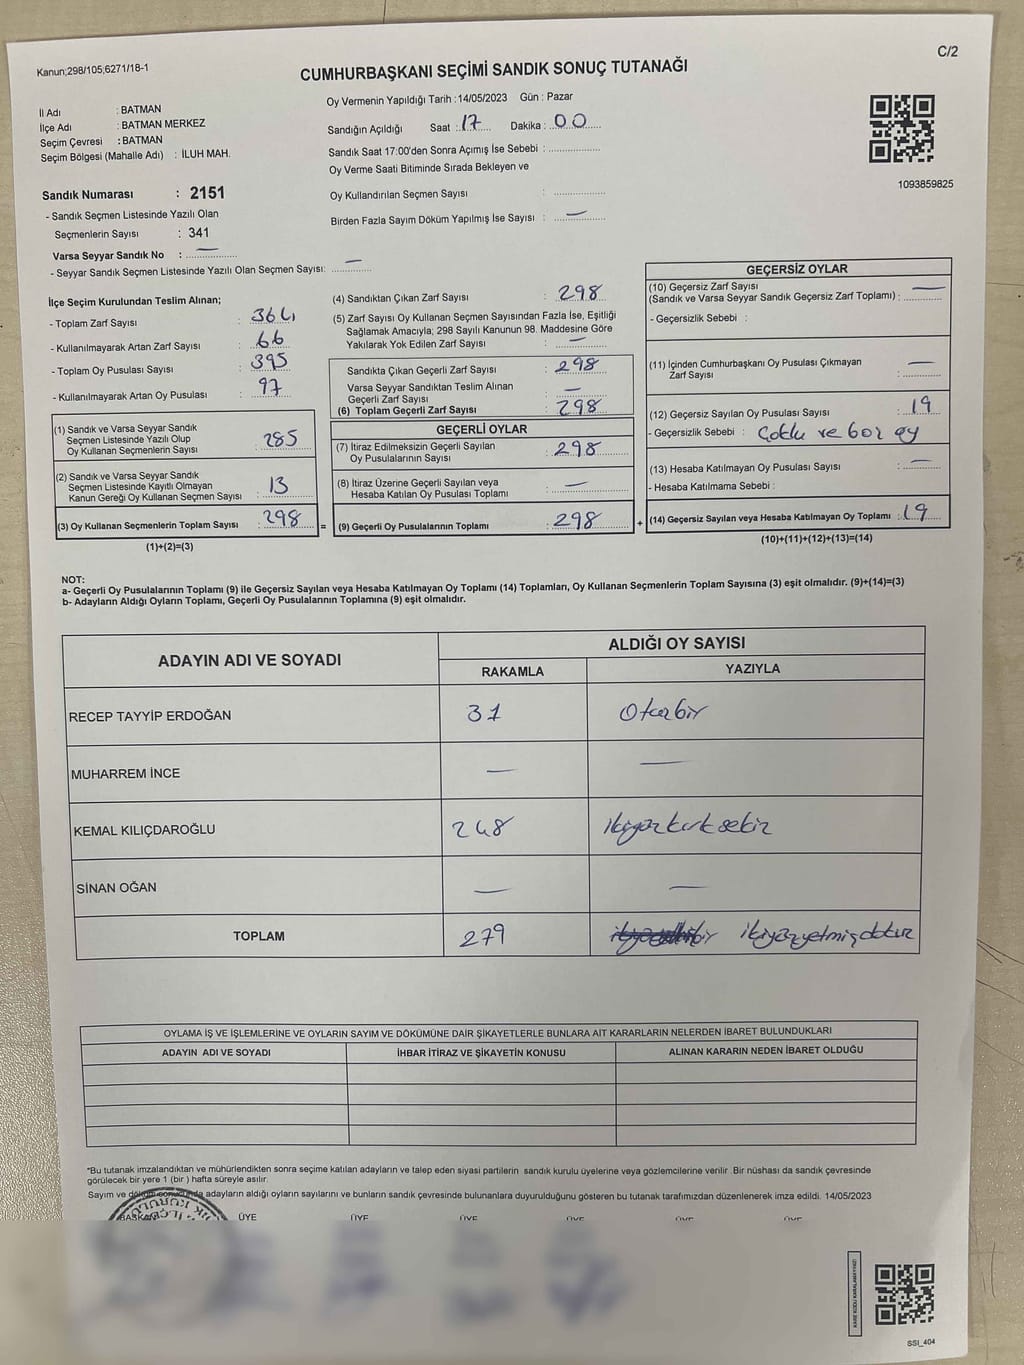 Kanun;298/105;6271/18-1
C/2
CUMHURBAŞKANI SEÇİMİ SANDIK SONUÇ TUTANAĞI
İl Adı : BATMAN
İlçe Adı : BATMAN MERKEZ
Seçim Çevresi : BATMAN
Seçim Bölgesi (Mahalle Adı) : İLUH MAH.
Oy Vermenin Yapıldığı Tarih : 14/05/2023 Gün : Pazar
Sandığın Açıldığı Saat : 17 Dakika : 00
Sandık Saat 17:00'den Sonra Açımış İse Sebebi :
Oy Verme Saati Bitiminde Sırada Bekleyen ve
Oy Kullandırılan Seçmen Sayısı :
Birden Fazla Sayım Döküm Yapılmış İse Sayısı : —
1093859825
Sandık Numarası : 2151
- Sandık Seçmen Listesinde Yazılı Olan
Seçmenlerin Sayısı : 341
Varsa Seyyar Sandık No : —
- Seyyar Sandık Seçmen Listesinde Yazılı Olan Seçmen Sayısı: —
İlçe Seçim Kurulundan Teslim Alınan;
- Toplam Zarf Sayısı : 364
- Kullanılmayarak Artan Zarf Sayısı : 66
- Toplam Oy Pusulası Sayısı : 395
- Kullanılmayarak Artan Oy Pusulası : 97
(1) Sandık ve Varsa Seyyar Sandık
Seçmen Listesinde Yazılı Olup
Oy Kullanan Seçmenlerin Sayısı : 285
(2) Sandık ve Varsa Seyyar Sandık
Seçmen Listesinde Kayıtlı Olmayan
Kanun Gereği Oy Kullanan Seçmen Sayısı : 13
(3) Oy Kullanan Seçmenlerin Toplam Sayısı : 298
(1)+(2)=(3)
(4) Sandıktan Çıkan Zarf Sayısı : 298
(5) Zarf Sayısı Oy Kullanan Seçmen Sayısından Fazla İse, Eşitliği
Sağlamak Amacıyla; 298 Sayılı Kanunun 98. Maddesine Göre
Yakılarak Yok Edilen Zarf Sayısı : —
Sandıkta Çıkan Geçerli Zarf Sayısı : 298
Varsa Seyyar Sandıktan Teslim Alınan
Geçerli Zarf Sayısı : —
(6) Toplam Geçerli Zarf Sayısı : 298
GEÇERLİ OYLAR
(7) İtiraz Edilmeksizin Geçerli Sayılan
Oy Pusulalarının Sayısı : 298
(8) İtiraz Üzerine Geçerli Sayılan veya
Hesaba Katılan Oy Pusulası Toplamı : —
= (9) Geçerli Oy Pusulalarının Toplamı : 298 +
GEÇERSİZ OYLAR
(10) Geçersiz Zarf Sayısı
(Sandık ve Varsa Seyyar Sandık Geçersiz Zarf Toplamı) : —
- Geçersizlik Sebebi :
(11) İçinden Cumhurbaşkanı Oy Pusulası Çıkmayan
Zarf Sayısı : —
(12) Geçersiz Sayılan Oy Pusulası Sayısı : 19
- Geçersizlik Sebebi : Çoklu ve boz oy
(13) Hesaba Katılmayan Oy Pusulası Sayısı : —
- Hesaba Katılmama Sebebi :
(14) Geçersiz Sayılan veya Hesaba Katılmayan Oy Toplamı : 19
(10)+(11)+(12)+(13)=(14)
NOT:
a- Geçerli Oy Pusulalarının Toplamı (9) ile Geçersiz Sayılan veya Hesaba Katılmayan Oy Toplamı (14) Toplamları, Oy Kullanan Seçmenlerin Toplam Sayısına (3) eşit olmalıdır. (9)+(14)=(3)
b- Adayların Aldığı Oyların Toplamı, Geçerli Oy Pusulalarının Toplamına (9) eşit olmalıdır.
ADAYIN ADI VE SOYADI
ALDIĞI OY SAYISI
RAKAMLA YAZIYLA
RECEP TAYYİP ERDOĞAN 31 Otuzbir
MUHARREM İNCE — —
KEMAL KILIÇDAROĞLU 248 ikiyüzkırksekiz
SİNAN OĞAN — —
TOPLAM 279 ikiyüzyetmişdokuz
OYLAMA İŞ VE İŞLEMLERİNE VE OYLARIN SAYIM VE DÖKÜMÜNE DAİR ŞİKAYETLERLE BUNLARA AİT KARARLARIN NELERDEN İBARET BULUNDUKLARI
ADAYIN ADI VE SOYADI İHBAR İTİRAZ VE ŞİKAYETİN KONUSU ALINAN KARARIN NEDEN İBARET OLDUĞU
*Bu tutanak imzalandıktan ve mühürlendikten sonra seçime katılan adayların ve talep eden siyasi partilerin sandık kurulu üyelerine veya gözlemcilerine verilir. Bir nüshası da sandık çevresinde
görülecek bir yere 1 (bir) hafta süreyle asılır.
Sayım ve döküm sonucunda adayların aldığı oyların sayılarını ve bunların sandık çevresinde bulunanlara duyurulduğunu gösteren bu tutanak tarafımızdan düzenlenerek imza edildi. 14/05/2023
BAŞKAN ÜYE ÜYE ÜYE ÜYE ÜYE ÜYE
SSI_404